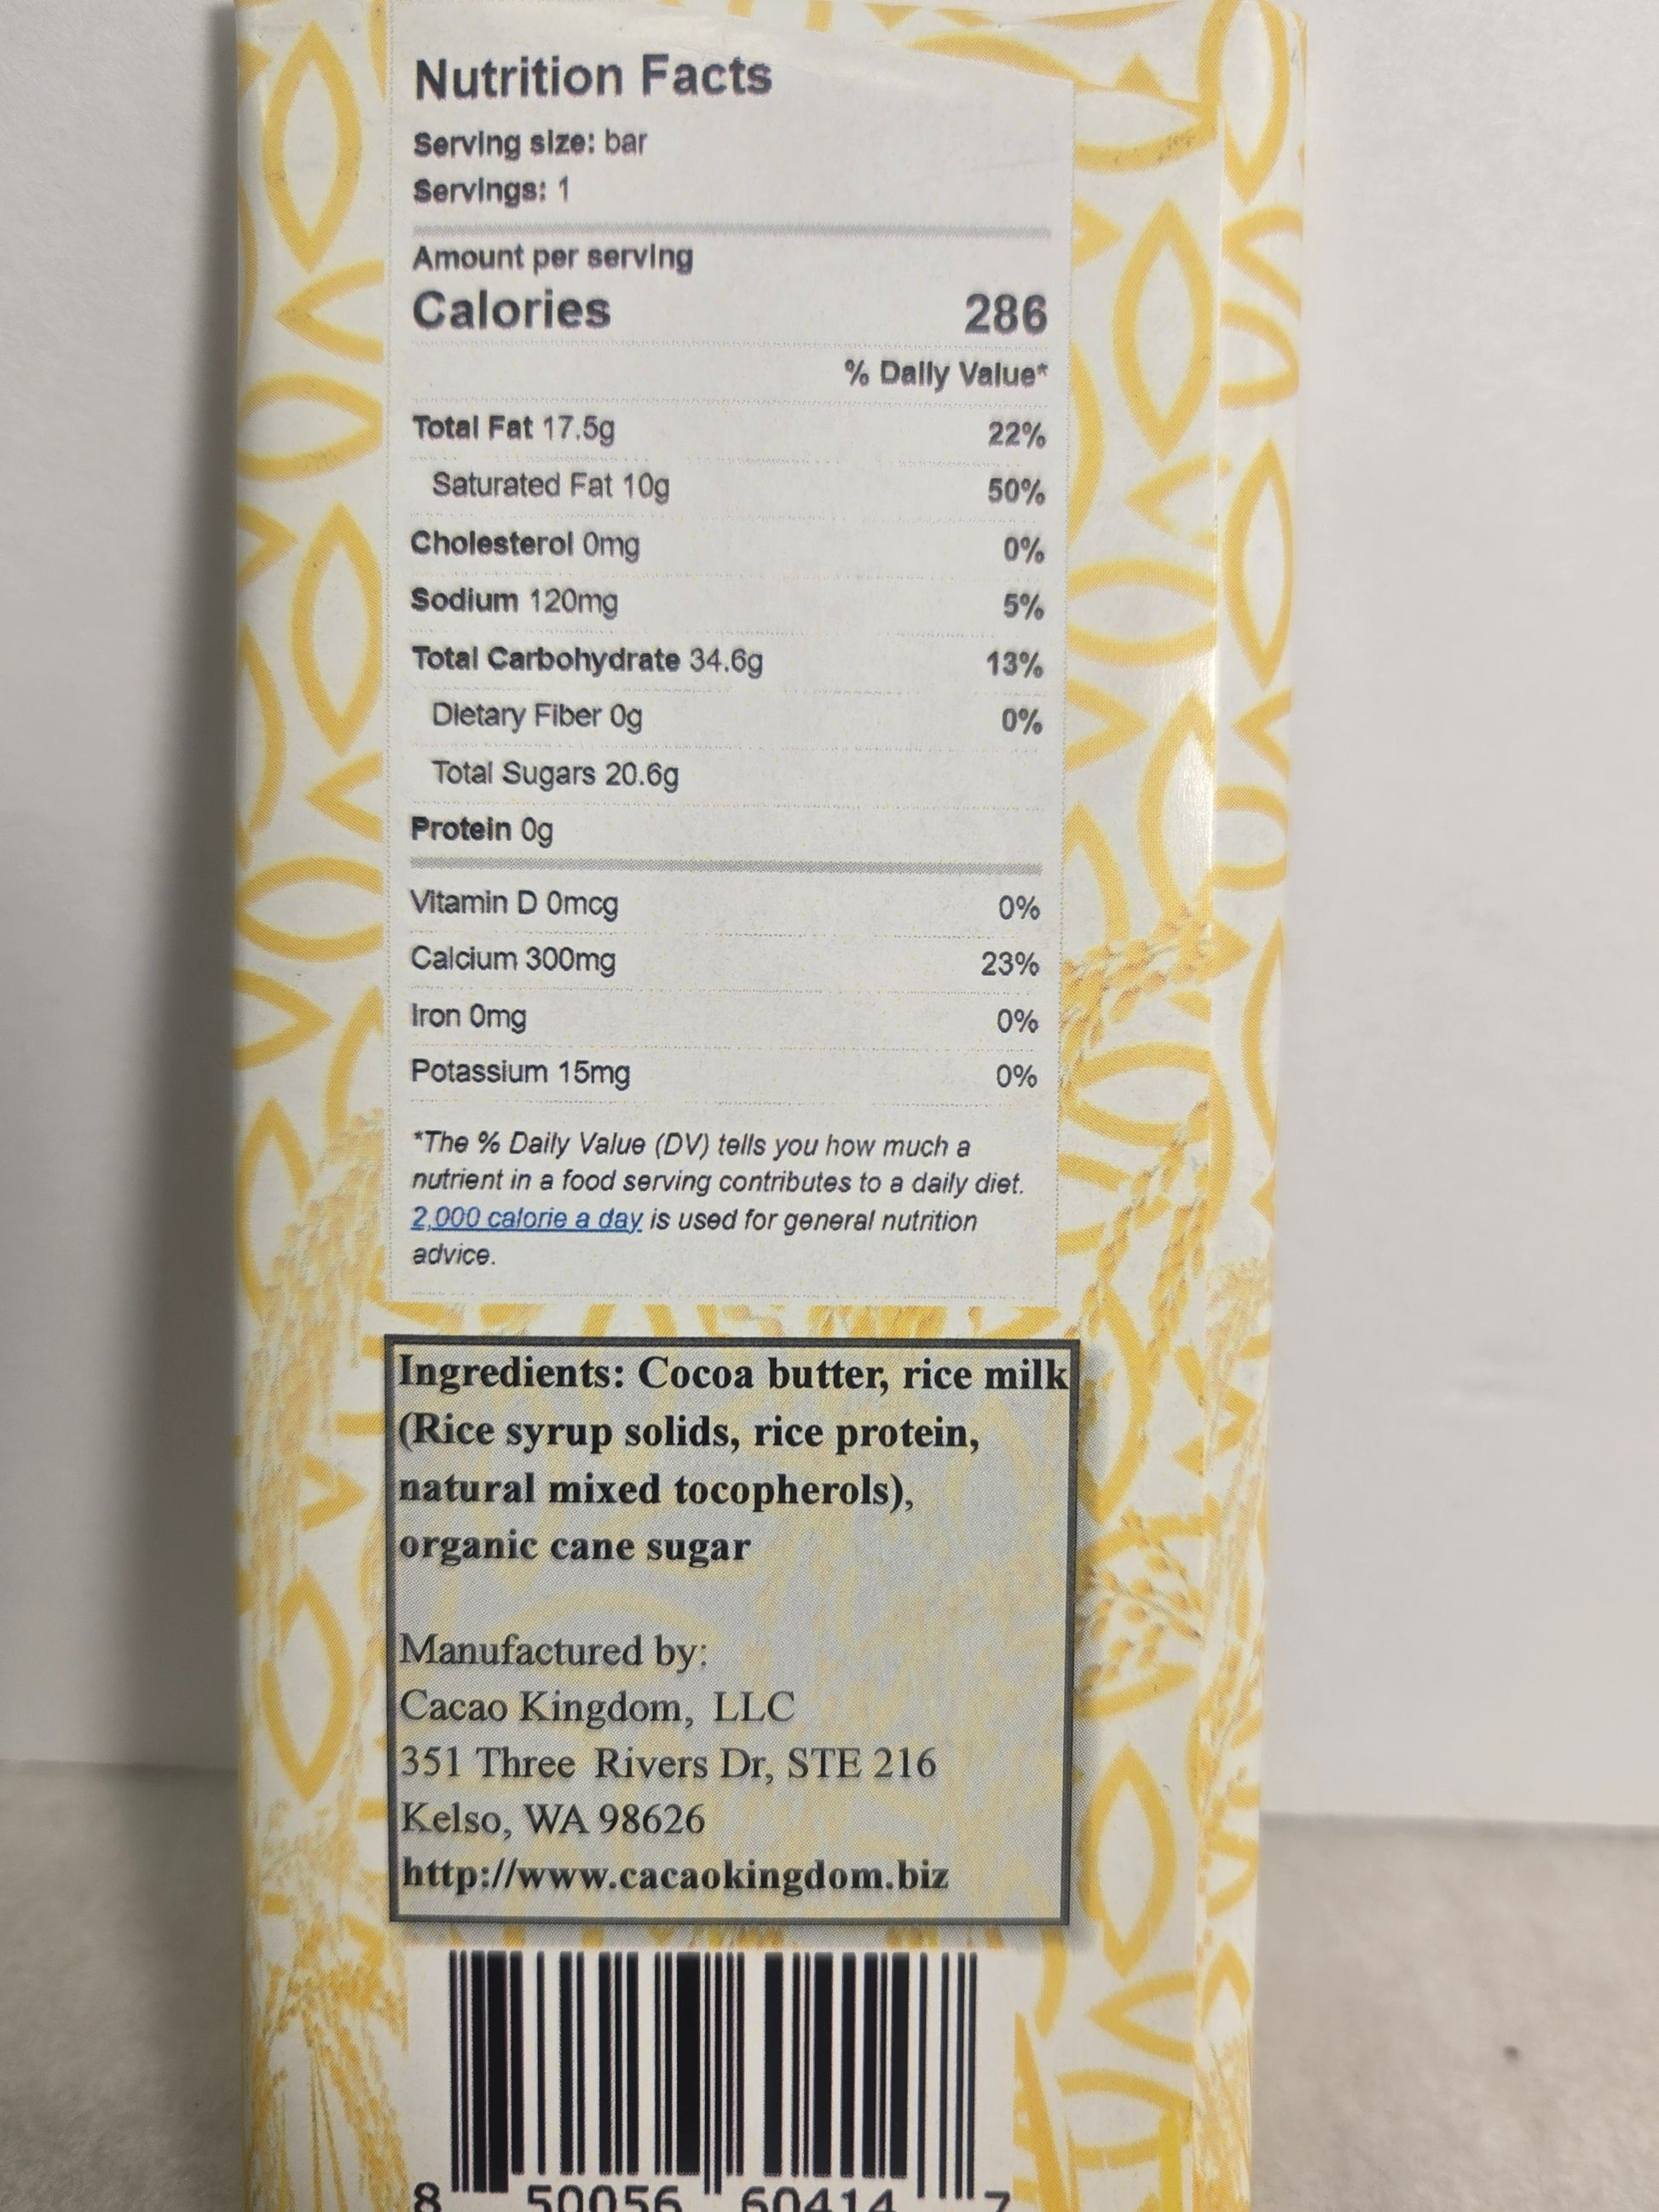 Nutrition Facts
Serving size: bar
Servings: 1
Amount per serving
Calories 286
% Daily Value*
Total Fat 17.5g 22%
Saturated Fat 10g 50%
Cholesterol 0mg 0%
Sodium 120mg 5%
Total Carbohydrate 34.6g 13%
Dietary Fiber 0g 0%
Total Sugars 20.6g
Protein 0g
Vitamin D 0mcg 0%
Calcium 300mg 23%
Iron 0mg 0%
Potassium 15mg 0%
*The % Daily Value (DV) tells you how much a
nutrient in a food serving contributes to a daily diet.
2,000 calorie a day is used for general nutrition
advice.
Ingredients: Cocoa butter, rice milk
(Rice syrup solids, rice protein,
natural mixed tocopherols),
organic cane sugar
Manufactured by:
Cacao Kingdom, LLC
351 Three Rivers Dr, STE 216
Kelso, WA 98626
http://www.cacaokingdom.biz
8 50056 60414 7